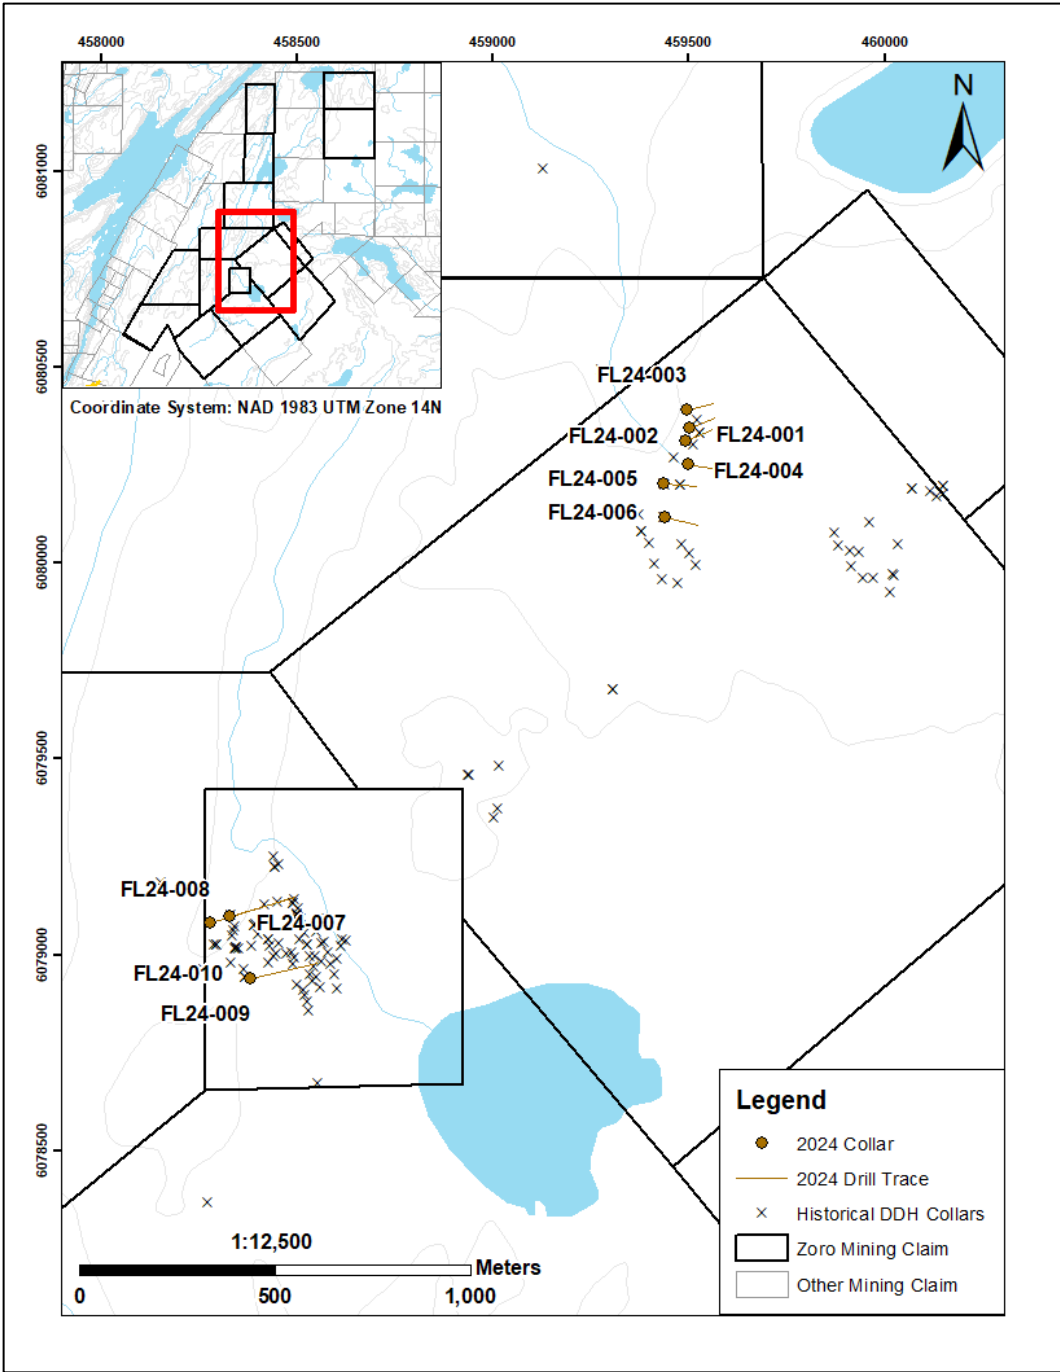 458000 458500 459000 459500 460000
N
6081000
6080500
6080000
6079500
6079000
6078500
Coordinate System: NAD 1983 UTM Zone 14N
FL24-003
FL24-002 FL24-001
FL24-004
FL24-005
FL24-006
FL24-008
FL24-007
FL24-010
FL24-009
Legend
2024 Collar
2024 Drill Trace
Historical DDH Collars
Zoro Mining Claim
Other Mining Claim
1:12,500
Meters
0 500 1,000